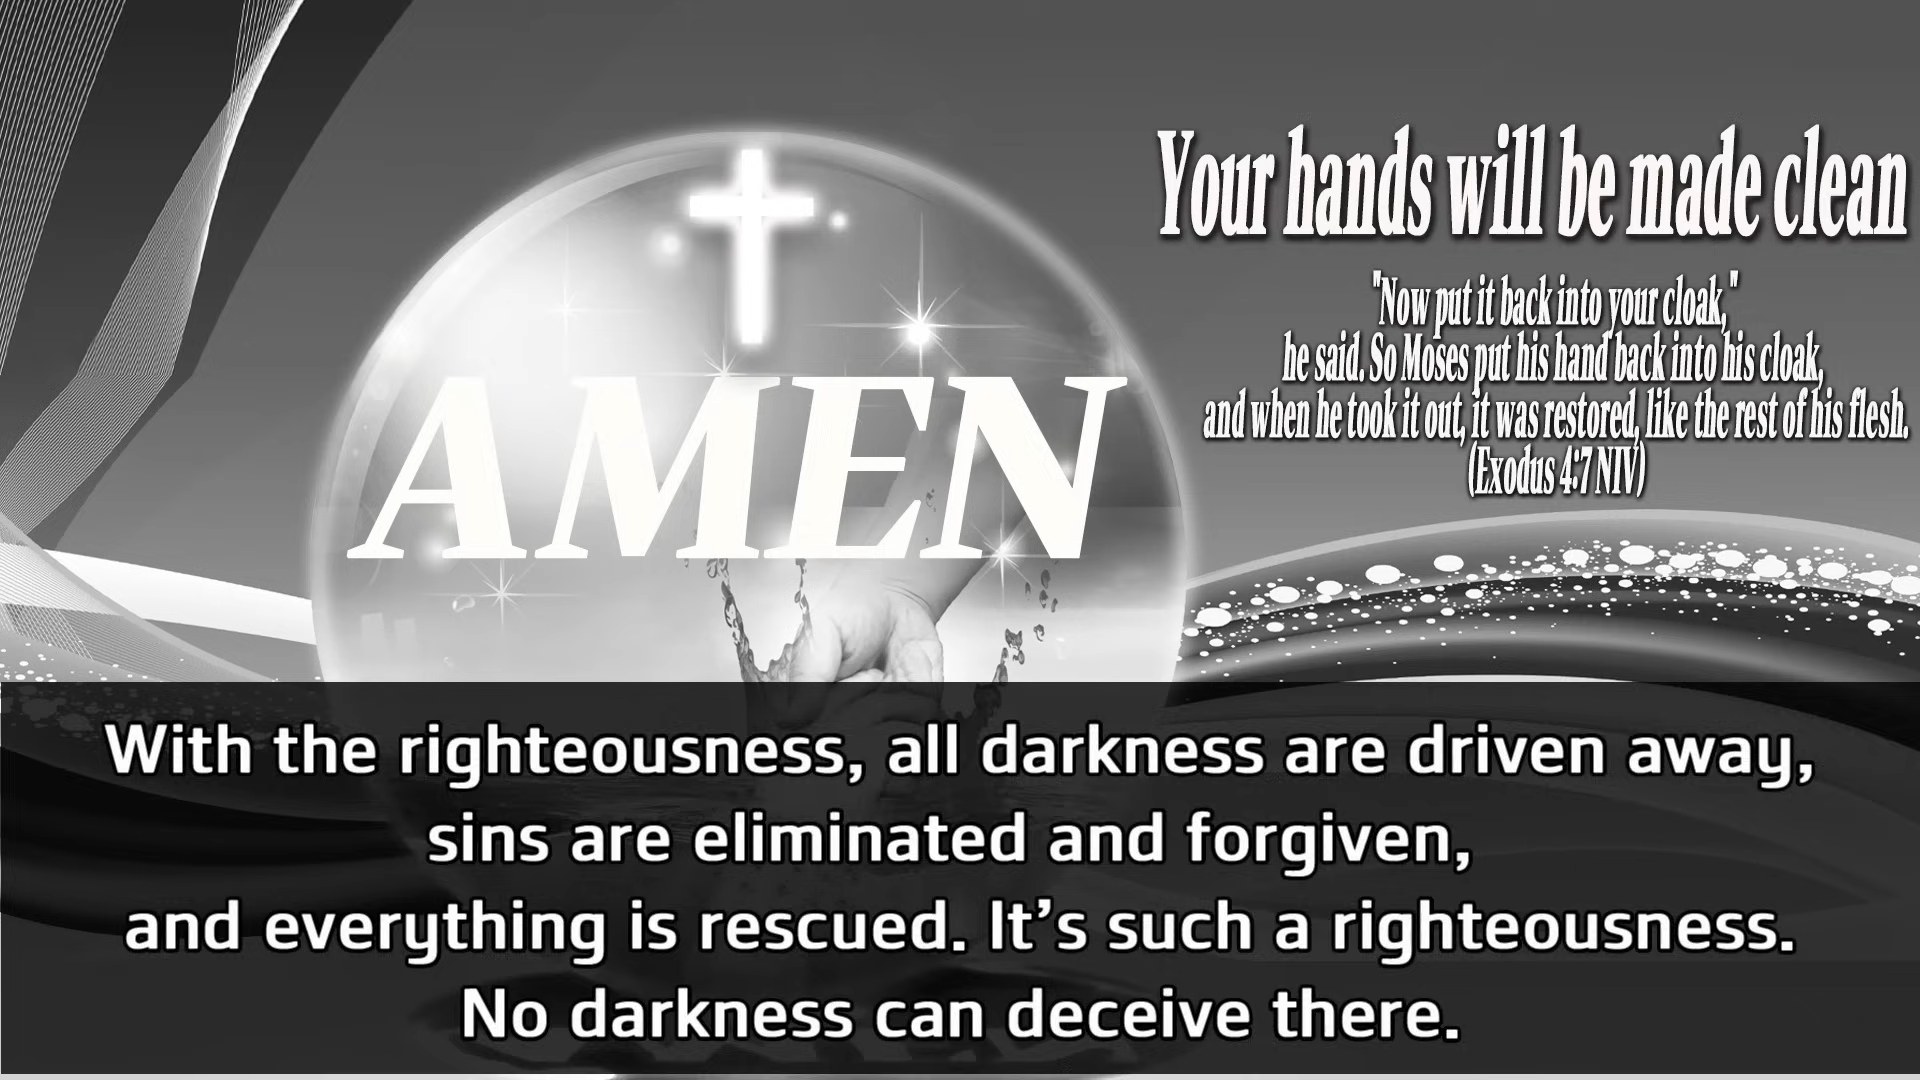 AMEN
Your hands will be made clean
"Now put it back into your cloak,"
he said. So Moses put his hand back into his cloak,
and when he took it out, it was restored, like the rest of his flesh.
(Exodus 4:7 NIV)
With the righteousness, all darkness are driven away,
sins are eliminated and forgiven,
and everything is rescued. It’s such a righteousness.
No darkness can deceive there.